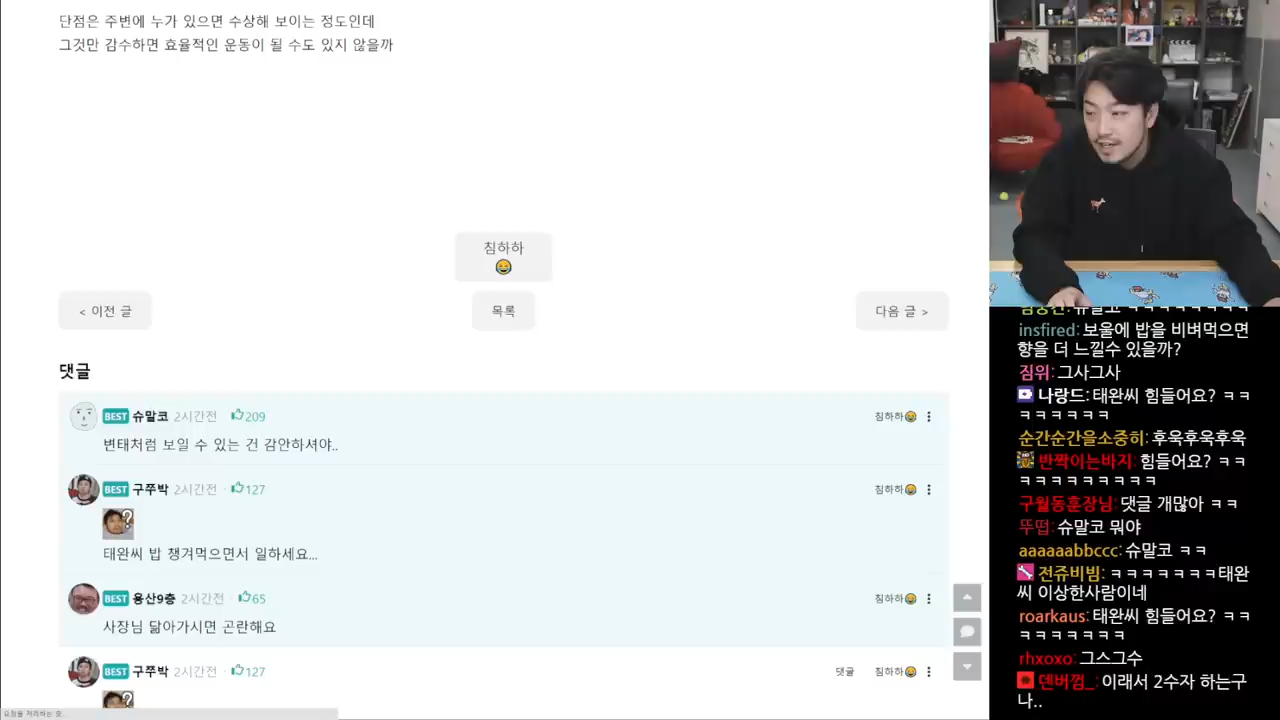 단점은 주변에 누가 있으면 수상해 보이는 정도인데
그것만 감수하면 효율적인 운동이 될 수도 있지 않을까
침하하
< 이전 글
목록
다음 글 >
댓글
BEST 슈말코 2시간전 · 209
침하하
변태처럼 보일 수 있는 건 감안하셔야..
BEST 구쭈박 2시간전 · 127
침하하
?
태완씨 밥 챙겨먹으면서 일하세요...
BEST 용산9층 2시간전 · 65
침하하
사장님 닮아가시면 곤란해요
BEST 구쭈박 2시간전 · 127
댓글 침하하
?
insfired: 보울에 밥을 비벼먹으면
향을 더 느낄수 있을까?
짐위: 그사그사
나랑드: 태완씨 힘들어요? ㅋㅋ
ㅋㅋㅋㅋㅋㅋ
순간순간을소중히: 후욱후욱후욱
반짝이는바지: 힘들어요? ㅋㅋ
ㅋㅋㅋㅋㅋㅋㅋㅋㅋ
구월동훈장님: 댓글 개많아 ㅋㅋ
뚜떱: 슈말코 뭐야
aaaaaabbccc: 슈말코 ㅋㅋ
전쥬비빔: ㅋㅋㅋㅋㅋㅋㅋ태완
씨 이상한사람이네
roarkaus: 태완씨 힘들어요? ㅋㅋ
ㅋㅋㅋㅋㅋㅋㅋ
rhxoxo: 그스그수
덴버껌_: 이래서 2수자 하는구
나..